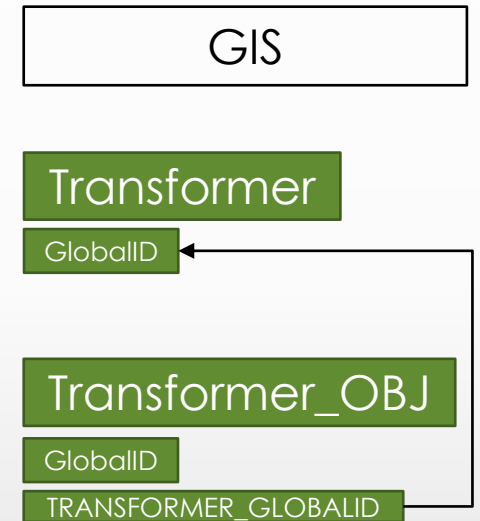 GIS
Transformer
GlobalID
Transformer_OBJ
GlobalID
TRANSFORMER_GLOBALID